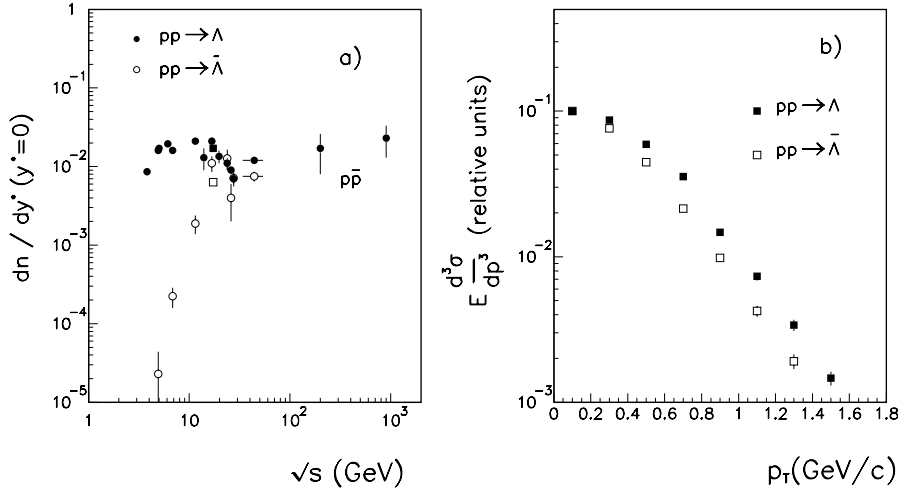 1
10⁻¹
10⁻²
10⁻³
10⁻⁴
10⁻⁵
1
10
10²
10³
dn / dy* (y*=0)
√s (GeV)
pp → Λ
pp → Λ̄
a)
pp̄
10⁻¹
10⁻²
10⁻³
0 0.2 0.4 0.6 0.8 1 1.2 1.4 1.6 1.8
E d³σ/dp³ (relative units)
p_T(GeV/c)
b)
pp → Λ
pp → Λ̄